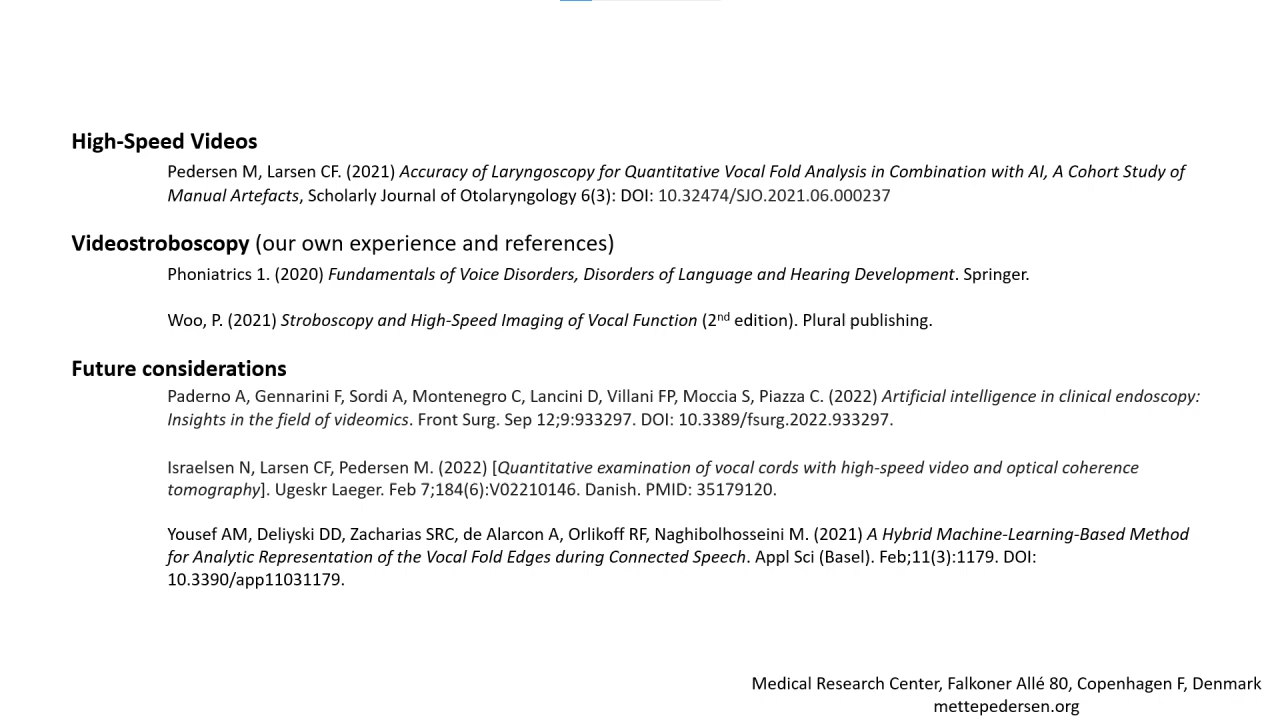 High-Speed Videos
Pedersen M, Larsen CF. (2021) Accuracy of Laryngoscopy for Quantitative Vocal Fold Analysis in Combination with AI, A Cohort Study of
Manual Artefacts, Scholarly Journal of Otolaryngology 6(3): DOI: 10.32474/SJO.2021.06.000237
Videostroboscopy (our own experience and references)
Phoniatrics 1. (2020) Fundamentals of Voice Disorders, Disorders of Language and Hearing Development. Springer.
Woo, P. (2021) Stroboscopy and High-Speed Imaging of Vocal Function (2nd edition). Plural publishing.
Future considerations
Paderno A, Gennarini F, Sordi A, Montenegro C, Lancini D, Villani FP, Moccia S, Piazza C. (2022) Artificial intelligence in clinical endoscopy:
Insights in the field of videomics. Front Surg. Sep 12;9:933297. DOI: 10.3389/fsurg.2022.933297.
Israelsen N, Larsen CF, Pedersen M. (2022) [Quantitative examination of vocal cords with high-speed video and optical coherence
tomography]. Ugeskr Laeger. Feb 7;184(6):V02210146. Danish. PMID: 35179120.
Yousef AM, Deliyski DD, Zacharias SRC, de Alarcon A, Orlikoff RF, Naghibolhosseini M. (2021) A Hybrid Machine-Learning-Based Method
for Analytic Representation of the Vocal Fold Edges during Connected Speech. Appl Sci (Basel). Feb;11(3):1179. DOI:
10.3390/app11031179.
Medical Research Center, Falkoner Allé 80, Copenhagen F, Denmark
mettepedersen.org